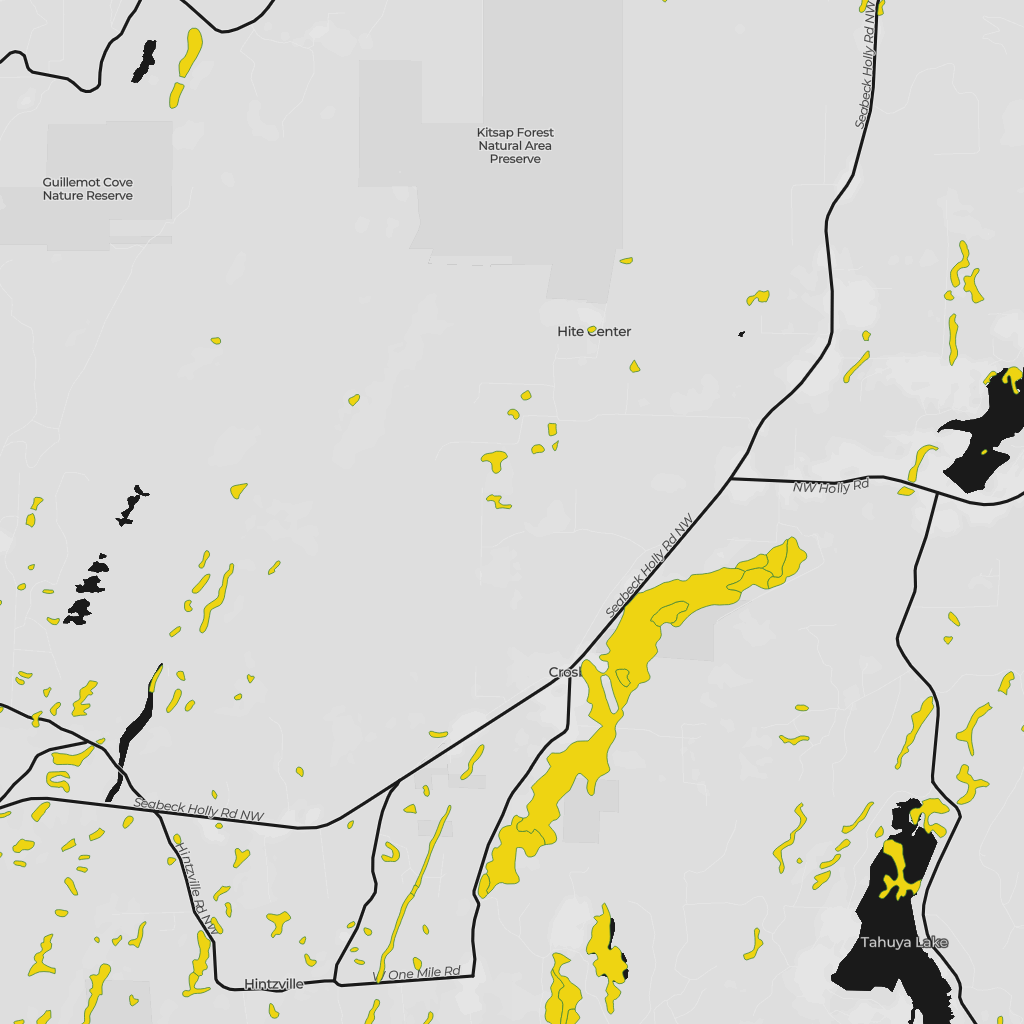 Seabeck Holly Rd NW
Kitsap Forest
Natural Area
Preserve
Guillemot Cove
Nature Reserve
Hite Center
NW Holly Rd
Seabeck Holly Rd NW
Seabeck Holly Rd NW
Hintzville Rd NW
Tahuya Lake
W One Mile Rd
Hintzville